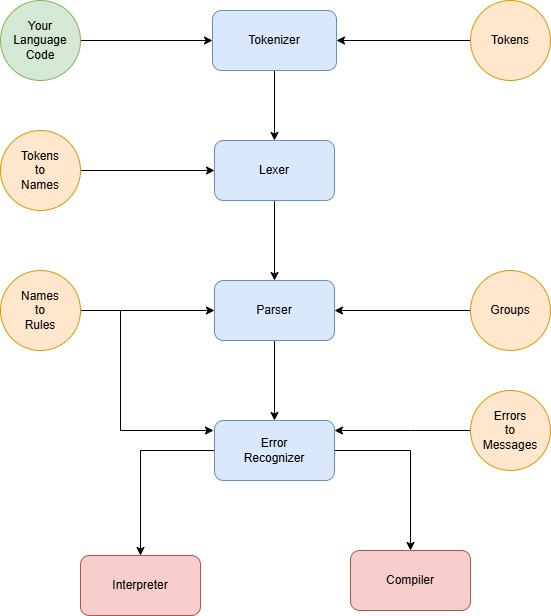 Your
Language
Code
Tokenizer
Tokens
Tokens
to
Names
Lexer
Names
to
Rules
Parser
Groups
Error
Recognizer
Errors
to
Messages
Interpreter
Compiler